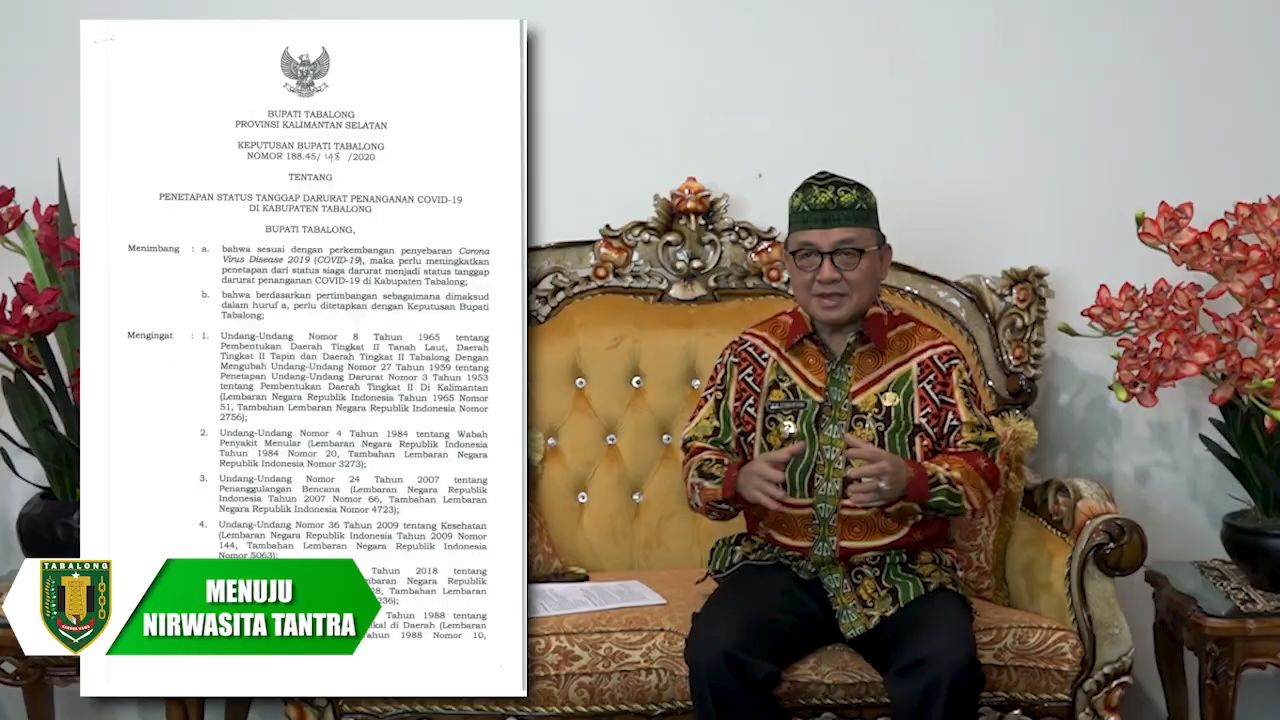 BUPATI TABALONG
PROVINSI KALIMANTAN SELATAN
KEPUTUSAN BUPATI TABALONG
NOMOR 188.45/ 148 /2020
TENTANG
PENETAPAN STATUS TANGGAP DARURAT PENANGANAN COVID-19
DI KABUPATEN TABALONG
BUPATI TABALONG,
Menimbang : a. bahwa sesuai dengan perkembangan penyebaran Corona
Virus Disease 2019 (COVID-19), maka perlu meningkatkan
penetapan dari status siaga darurat menjadi status tanggap
darurat penanganan COVID-19 di Kabupaten Tabalong;
b. bahwa berdasarkan pertimbangan sebagaimana dimaksud
dalam huruf a, perlu ditetapkan dengan Keputusan Bupati
Tabalong;
Mengingat : 1. Undang-Undang Nomor 8 Tahun 1965 tentang
Pembentukan Daerah Tingkat II Tanah Laut, Daerah
Tingkat II Tapin dan Daerah Tingkat II Tabalong Dengan
Mengubah Undang-Undang Nomor 27 Tahun 1959 tentang
Penetapan Undang-Undang Darurat Nomor 3 Tahun 1953
tentang Pembentukan Daerah Tingkat II Di Kalimantan
(Lembaran Negara Republik Indonesia Tahun 1965 Nomor
51, Tambahan Lembaran Negara Republik Indonesia Nomor
2756);
2. Undang-Undang Nomor 4 Tahun 1984 tentang Wabah
Penyakit Menular (Lembaran Negara Republik Indonesia
Tahun 1984 Nomor 20, Tambahan Lembaran Negara
Republik Indonesia Nomor 3273);
3. Undang-Undang Nomor 24 Tahun 2007 tentang
Penanggulangan Bencana (Lembaran Negara Republik
Indonesia Tahun 2007 Nomor 66, Tambahan Lembaran
Negara Republik Indonesia Nomor 4723);
4. Undang-Undang Nomor 36 Tahun 2009 tentang Kesehatan
(Lembaran Negara Republik Indonesia Tahun 2009 Nomor
144, Tambahan Lembaran Negara Republik Indonesia
Nomor 5063);
Tahun 2018 tentang
Negara Republik
Tambahan Lembaran
236);
Tahun 1988 tentang
di Daerah (Lembaran
Tahun 1988 Nomor 10,
TABALONG
MENUJU
NIRWASITA TANTRA